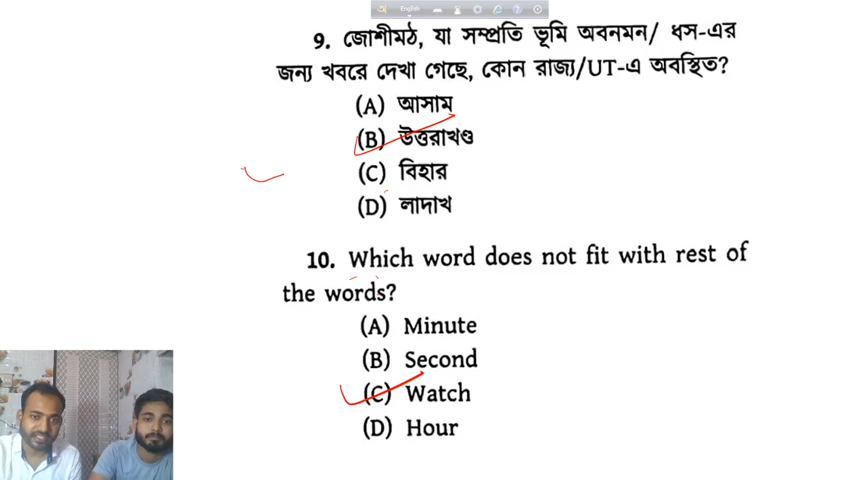 9. জোশীমঠ, যা সম্প্রতি ভূমি অবনমন/ ধস-এর
জন্য খবরে দেখা গেছে, কোন রাজ্য/UT-এ অবস্থিত?
(A) আসাম
(B) উত্তরাখণ্ড
(C) বিহার
(D) লাদাখ
10. Which word does not fit with rest of
the words?
(A) Minute
(B) Second
(C) Watch
(D) Hour